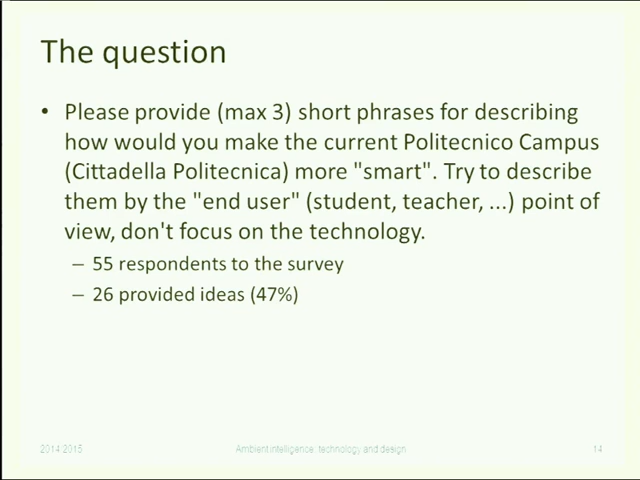 The question
• Please provide (max 3) short phrases for describing
how would you make the current Politecnico Campus
(Cittadella Politecnica) more "smart". Try to describe
them by the "end user" (student, teacher, ...) point of
view, don't focus on the technology.
– 55 respondents to the survey
– 26 provided ideas (47%)
2014/2015 Ambient intelligence: technology and design 14